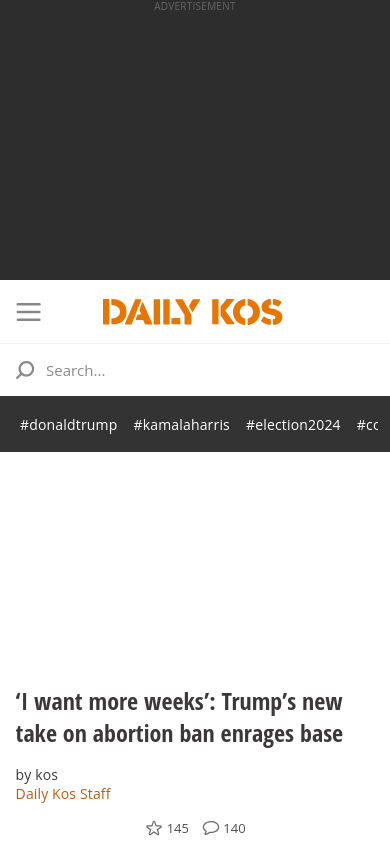 ADVERTISEMENT
DAILY KOS
Search...
#donaldtrump #kamalaharris #election2024
‘I want more weeks’: Trump’s new
take on abortion ban enrages base
by kos
Daily Kos Staff
145 140